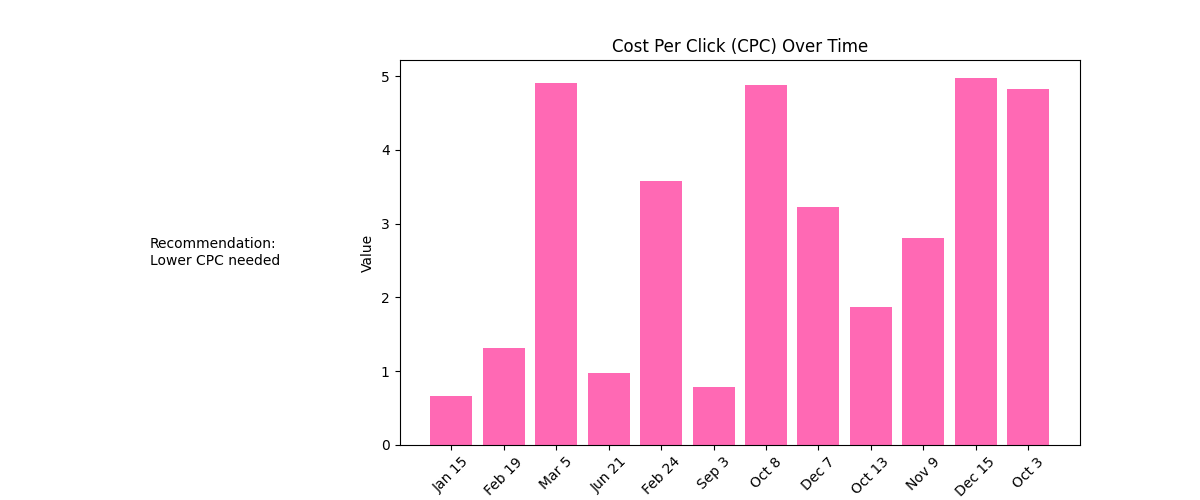 Cost Per Click (CPC) Over Time
Recommendation:
Lower CPC needed
Value
5
4
3
2
1
0
Jan 15
Feb 19
Mar 5
Jun 21
Feb 24
Sep 3
Oct 8
Dec 7
Oct 13
Nov 9
Dec 15
Oct 3